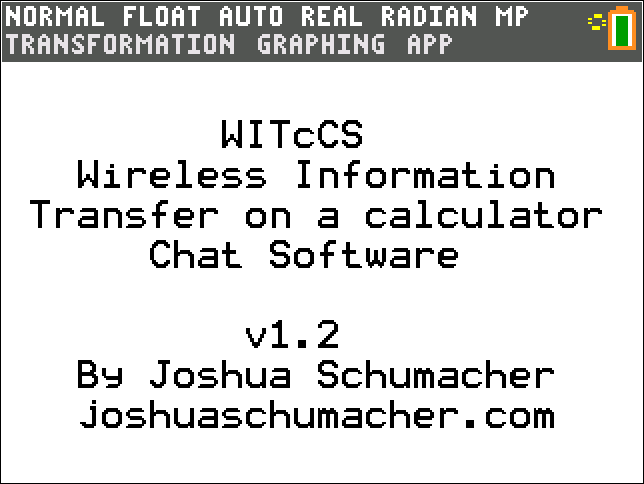 NORMAL FLOAT AUTO REAL RADIAN MP
TRANSFORMATION GRAPHING APP
WITcCS
Wireless Information
Transfer on a calculator
Chat Software
v1.2
By Joshua Schumacher
joshuaschumacher.com